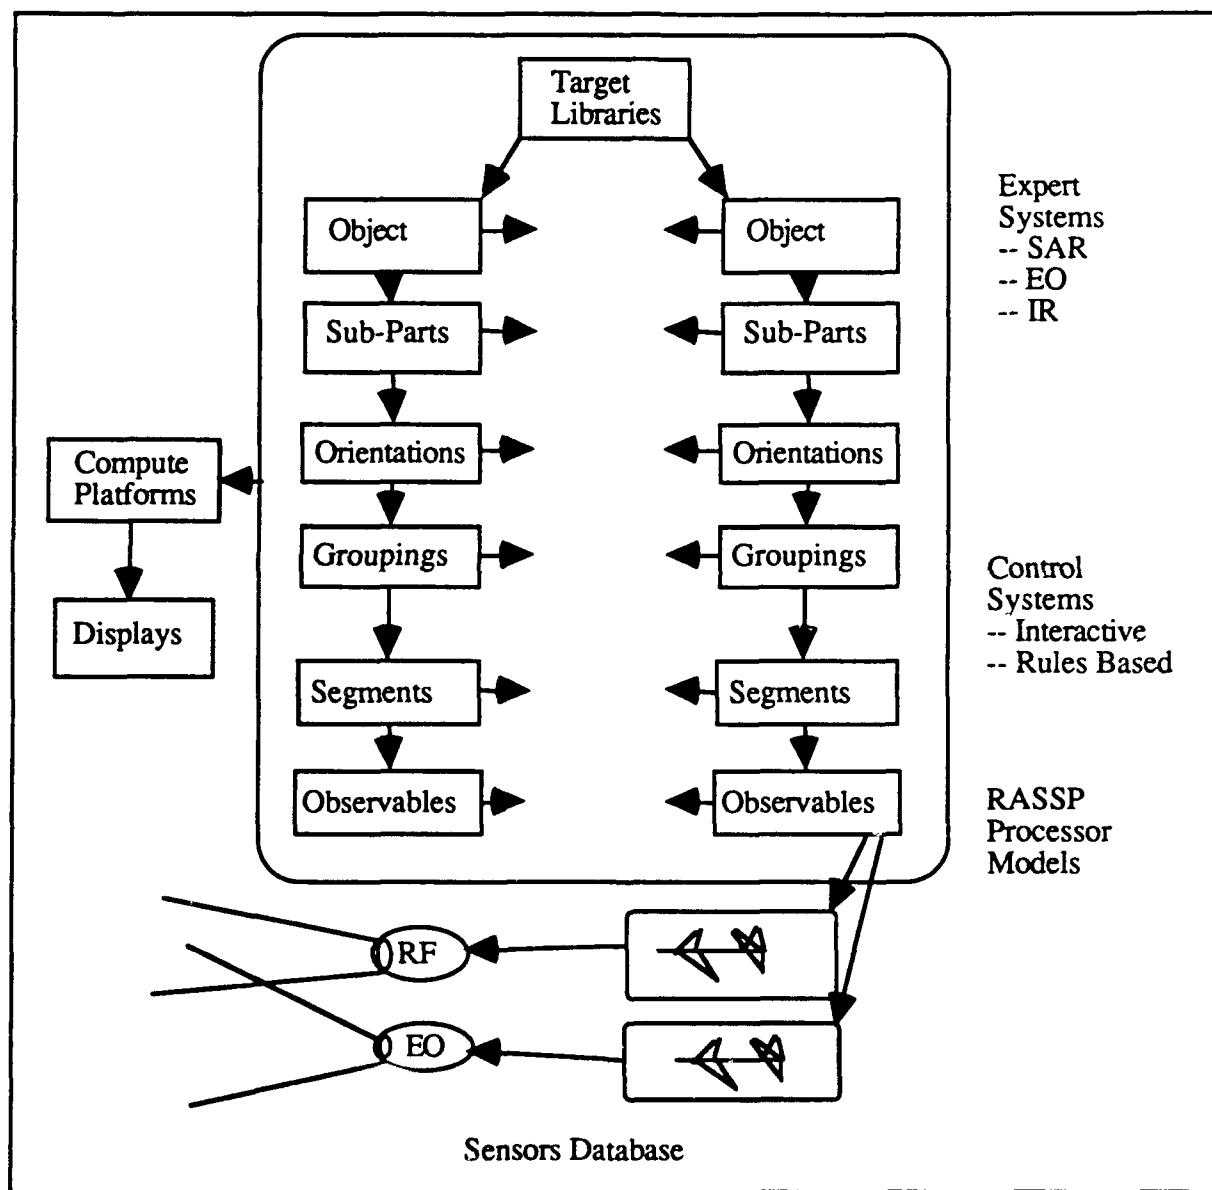 Target
Libraries
Object
Object
Sub-Parts
Sub-Parts
Orientations
Orientations
Groupings
Groupings
Segments
Segments
Observables
Observables
Compute
Platforms
Displays
Expert
Systems
-- SAR
-- EO
-- IR
Control
Systems
-- Interactive
-- Rules Based
RASSP
Processor
Models
RF
EO
Sensors Database